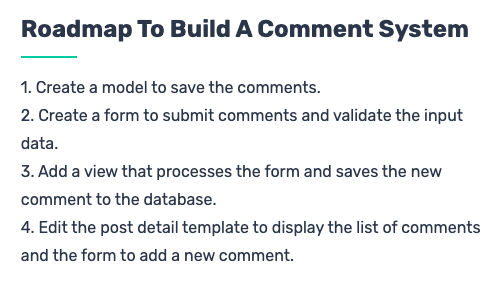 Roadmap To Build A Comment System
1. Create a model to save the comments.
2. Create a form to submit comments and validate the input
data.
3. Add a view that processes the form and saves the new
comment to the database.
4. Edit the post detail template to display the list of comments
and the form to add a new comment.